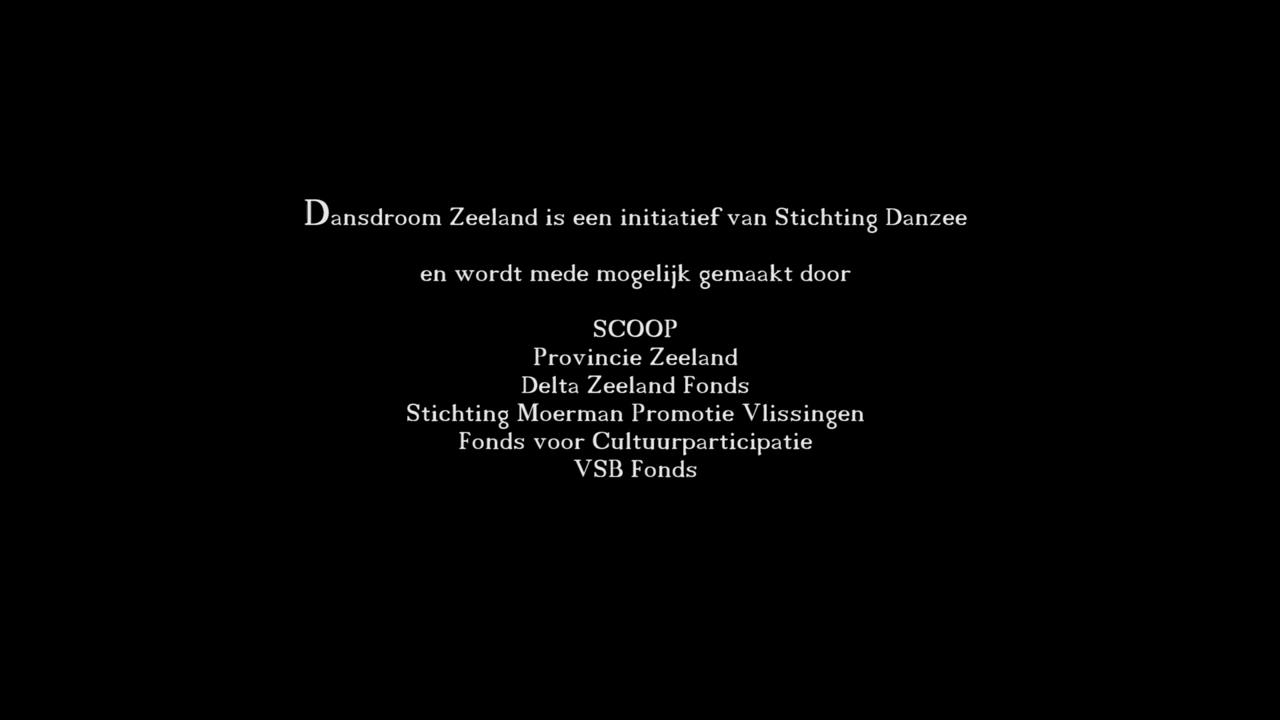 Dansdroom Zeeland is een initiatief van Stichting Danzee
en wordt mede mogelijk gemaakt door
SCOOP
Provincie Zeeland
Delta Zeeland Fonds
Stichting Moerman Promotie Vlissingen
Fonds voor Cultuurparticipatie
VSB Fonds